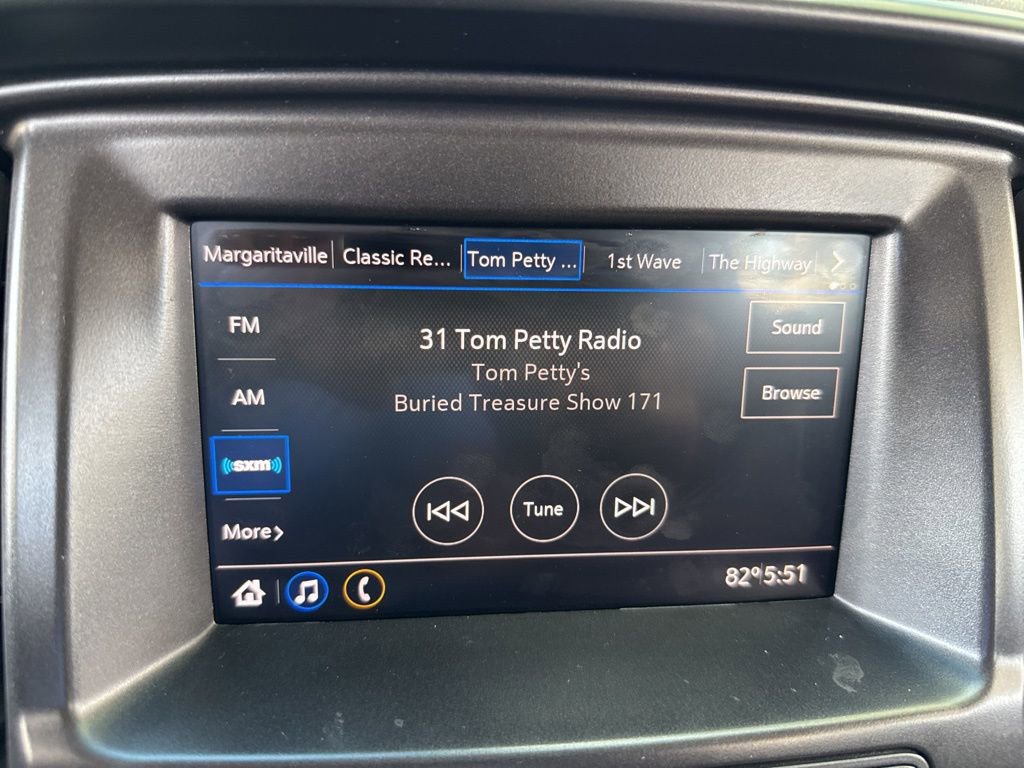 Margaritaville Classic Re... Tom Petty ... 1st Wave The Highway
FM
31 Tom Petty Radio
Sound
Tom Petty's
AM
Buried Treasure Show 171
Browse
sxm
Tune
More
82° 5:51